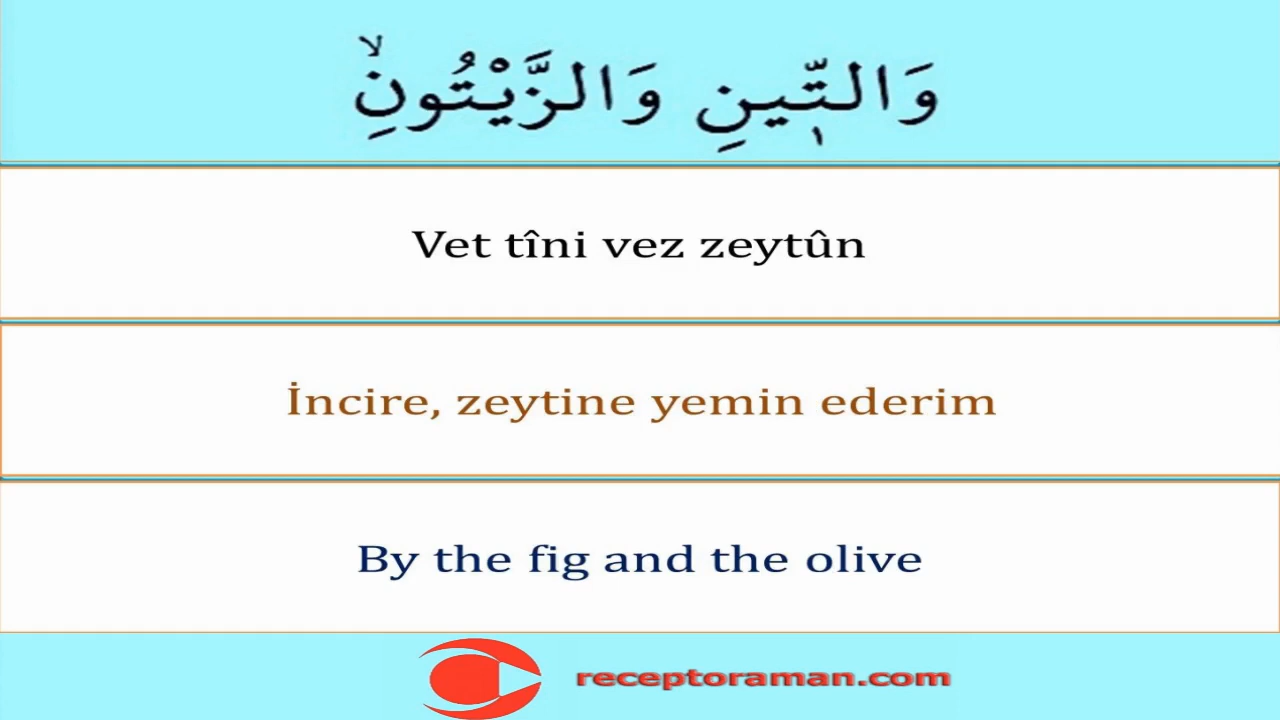 وَالتّ۪ينِ وَالزَّيْتُونِۙ
Vet tîni vez zeytûn
İncire, zeytine yemin ederim
By the fig and the olive
receptoraman.com